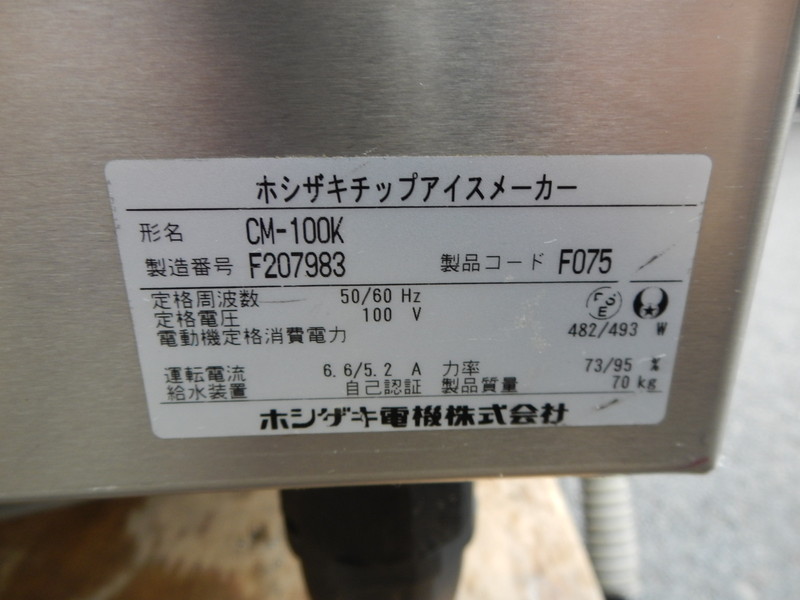 ホシザキチップアイスメーカー
形名 CM-100K
製造番号 F207983 製品コード F075
定格周波数 50/60 Hz
定格電圧 100 V
電動機定格消費電力 482/493 W
運転電流 6.6/5.2 A 力率 73/95 %
給水装置 自己認証 製品質量 70 kg
ホシザキ電機株式会社